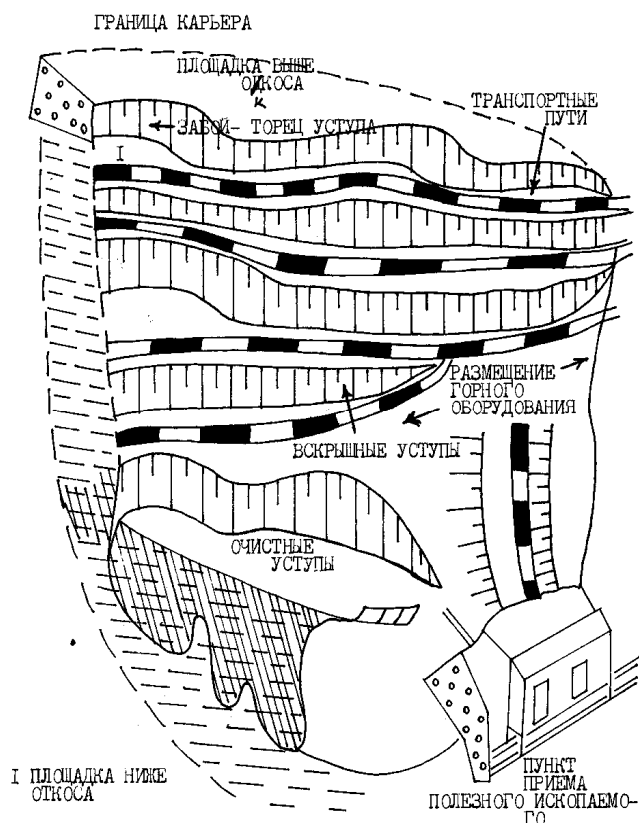 ГРАНИЦА КАРЬЕРА
ПЛОЩАДКА ВЫШЕ
ОТКОСА
ТРАНСПОРТНЫЕ
ПУТИ
ЗАБОЙ- ТОРЕЦ УСТУПА
I
РАЗМЕЩЕНИЕ
ГОРНОГО
ОБОРУДОВАНИЯ
ВСКРЫШНЫЕ УСТУПЫ
ОЧИСТНЫЕ
УСТУПЫ
I ПЛОЩАДКА НИЖЕ
ОТКОСА
ПУНКТ
ПРИЕМА
ПОЛЕЗНОГО ИСКОПАЕМО-
ГО